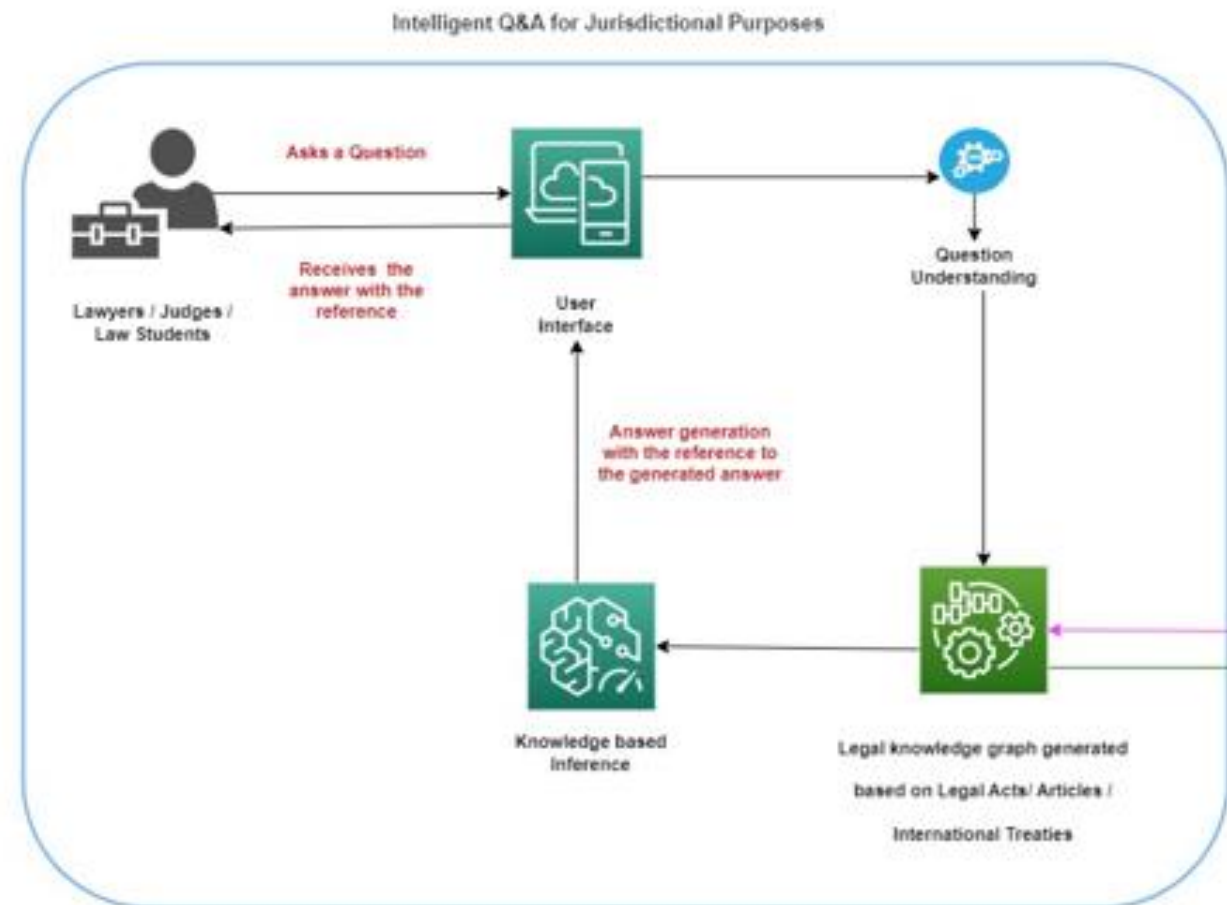 Intelligent Q&A for Jurisdictional Purposes
Asks a Question
Receives the
answer with the
reference
Lawyers / Judges /
Law Students
User
Interface
Question
Understanding
Answer generation
with the reference to
the generated answer
Knowledge based
Inference
Legal knowledge graph generated
based on Legal Acts/ Articles /
International Treaties